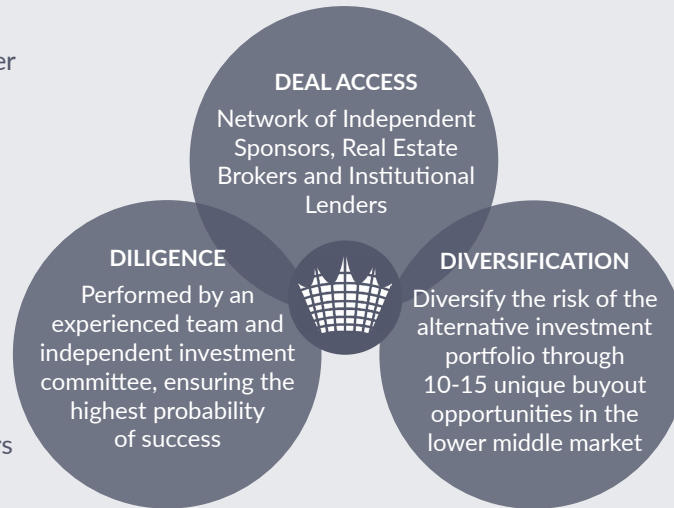 DEAL ACCESS
Network of Independent
Sponsors, Real Estate
Brokers and Institutional
Lenders
DILIGENCE
Performed by an
experienced team and
independent investment
committee, ensuring the
highest probability
of success
DIVERSIFICATION
Diversify the risk of the
alternative investment
portfolio through
10-15 unique buyout
opportunities in the
lower middle market